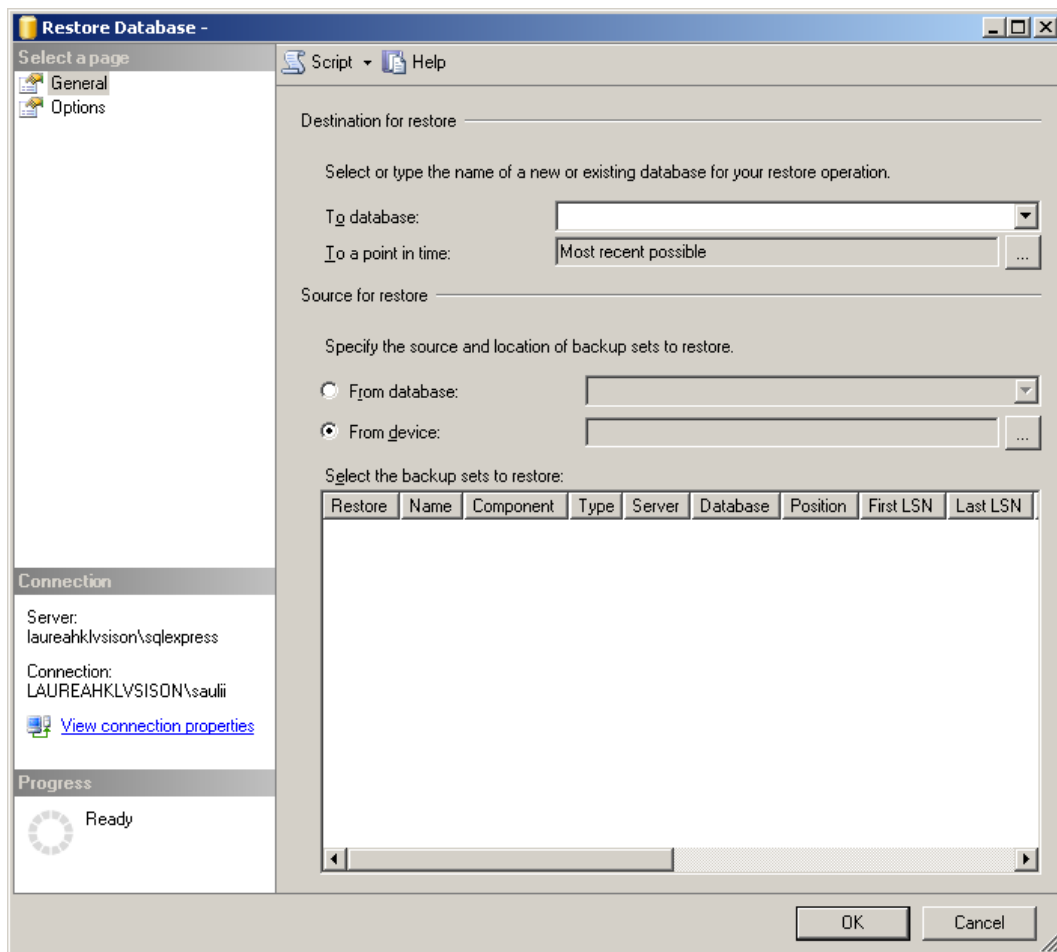 Restore Database -
Select a page
General
Options
Script Help
Destination for restore
Select or type the name of a new or existing database for your restore operation.
To database:
To a point in time: Most recent possible ...
Source for restore
Specify the source and location of backup sets to restore.
From database:
From device: ...
Select the backup sets to restore:
Restore Name Component Type Server Database Position First LSN Last LSN
Connection
Server:
laureahklvsison\sqlexpress
Connection:
LAUREAHKLVSISON\saulii
View connection properties
Progress
Ready
OK Cancel